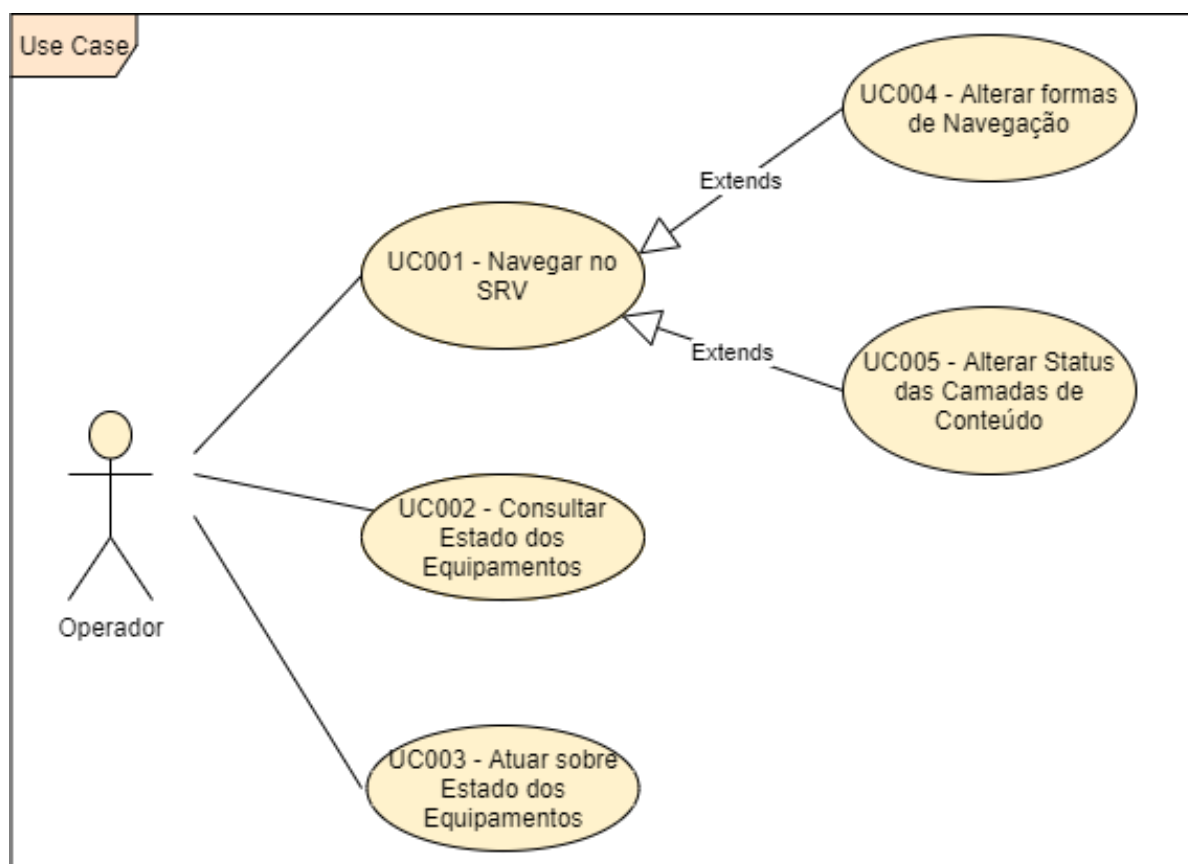 Use Case
UC004 - Alterar formas
de Navegação
Extends
UC001 - Navegar no
SRV
Extends
UC005 - Alterar Status
das Camadas de
Conteúdo
UC002 - Consultar
Estado dos
Equipamentos
Operador
UC003 - Atuar sobre
Estado dos
Equipamentos